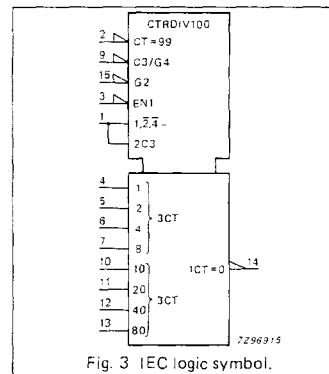 CTRDIV100
2 CT=99
9 C3/G4
15 G2
3 EN1
1 1,2̅,4̅ –
2C3
4 1
5 2
6 4
7 8
3CT
10 10
11 20
12 40
13 80
3CT
1CT=0 14
7Z96915
Fig. 3 IEC logic symbol.